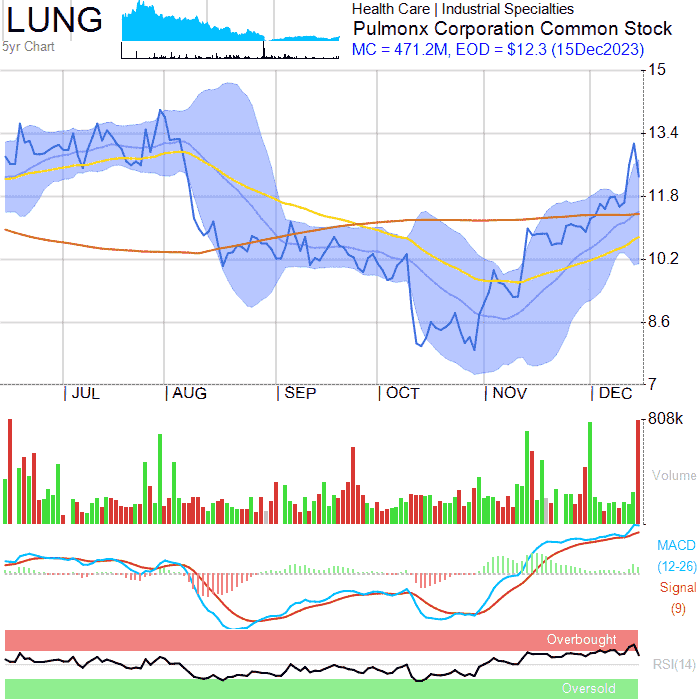 LUNG
5yr Chart
Health Care | Industrial Specialties
Pulmonx Corporation Common Stock
MC = 471.2M, EOD = $12.3 (15Dec2023)
15
13.4
11.8
10.2
8.6
7
| JUL | AUG | SEP | OCT | NOV | DEC
808k
Volume
MACD
(12-26)
Signal
(9)
Overbought
RSI(14)
Oversold